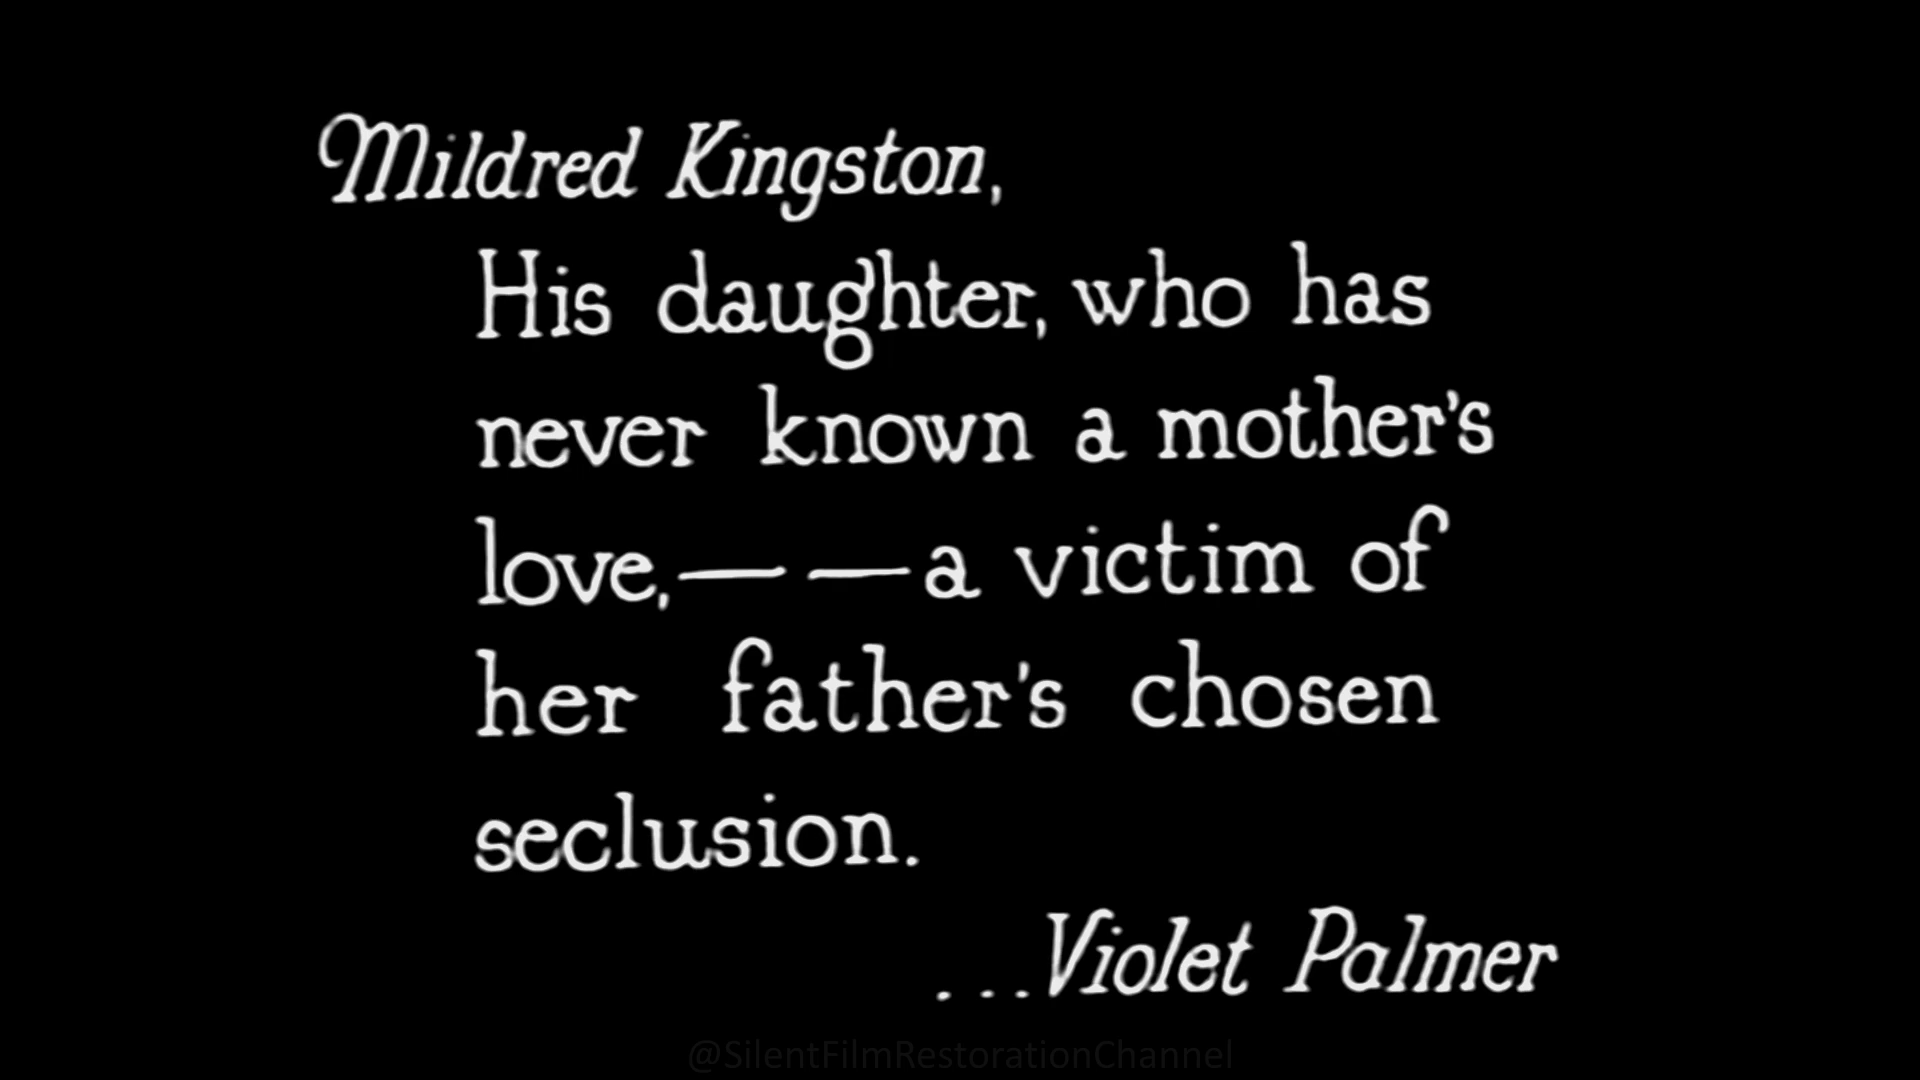 Mildred Kingston,
His daughter, who has
never known a mother's
love,— —a victim of
her father's chosen
seclusion.
...Violet Palmer
@SilentFilmRestorationChannel